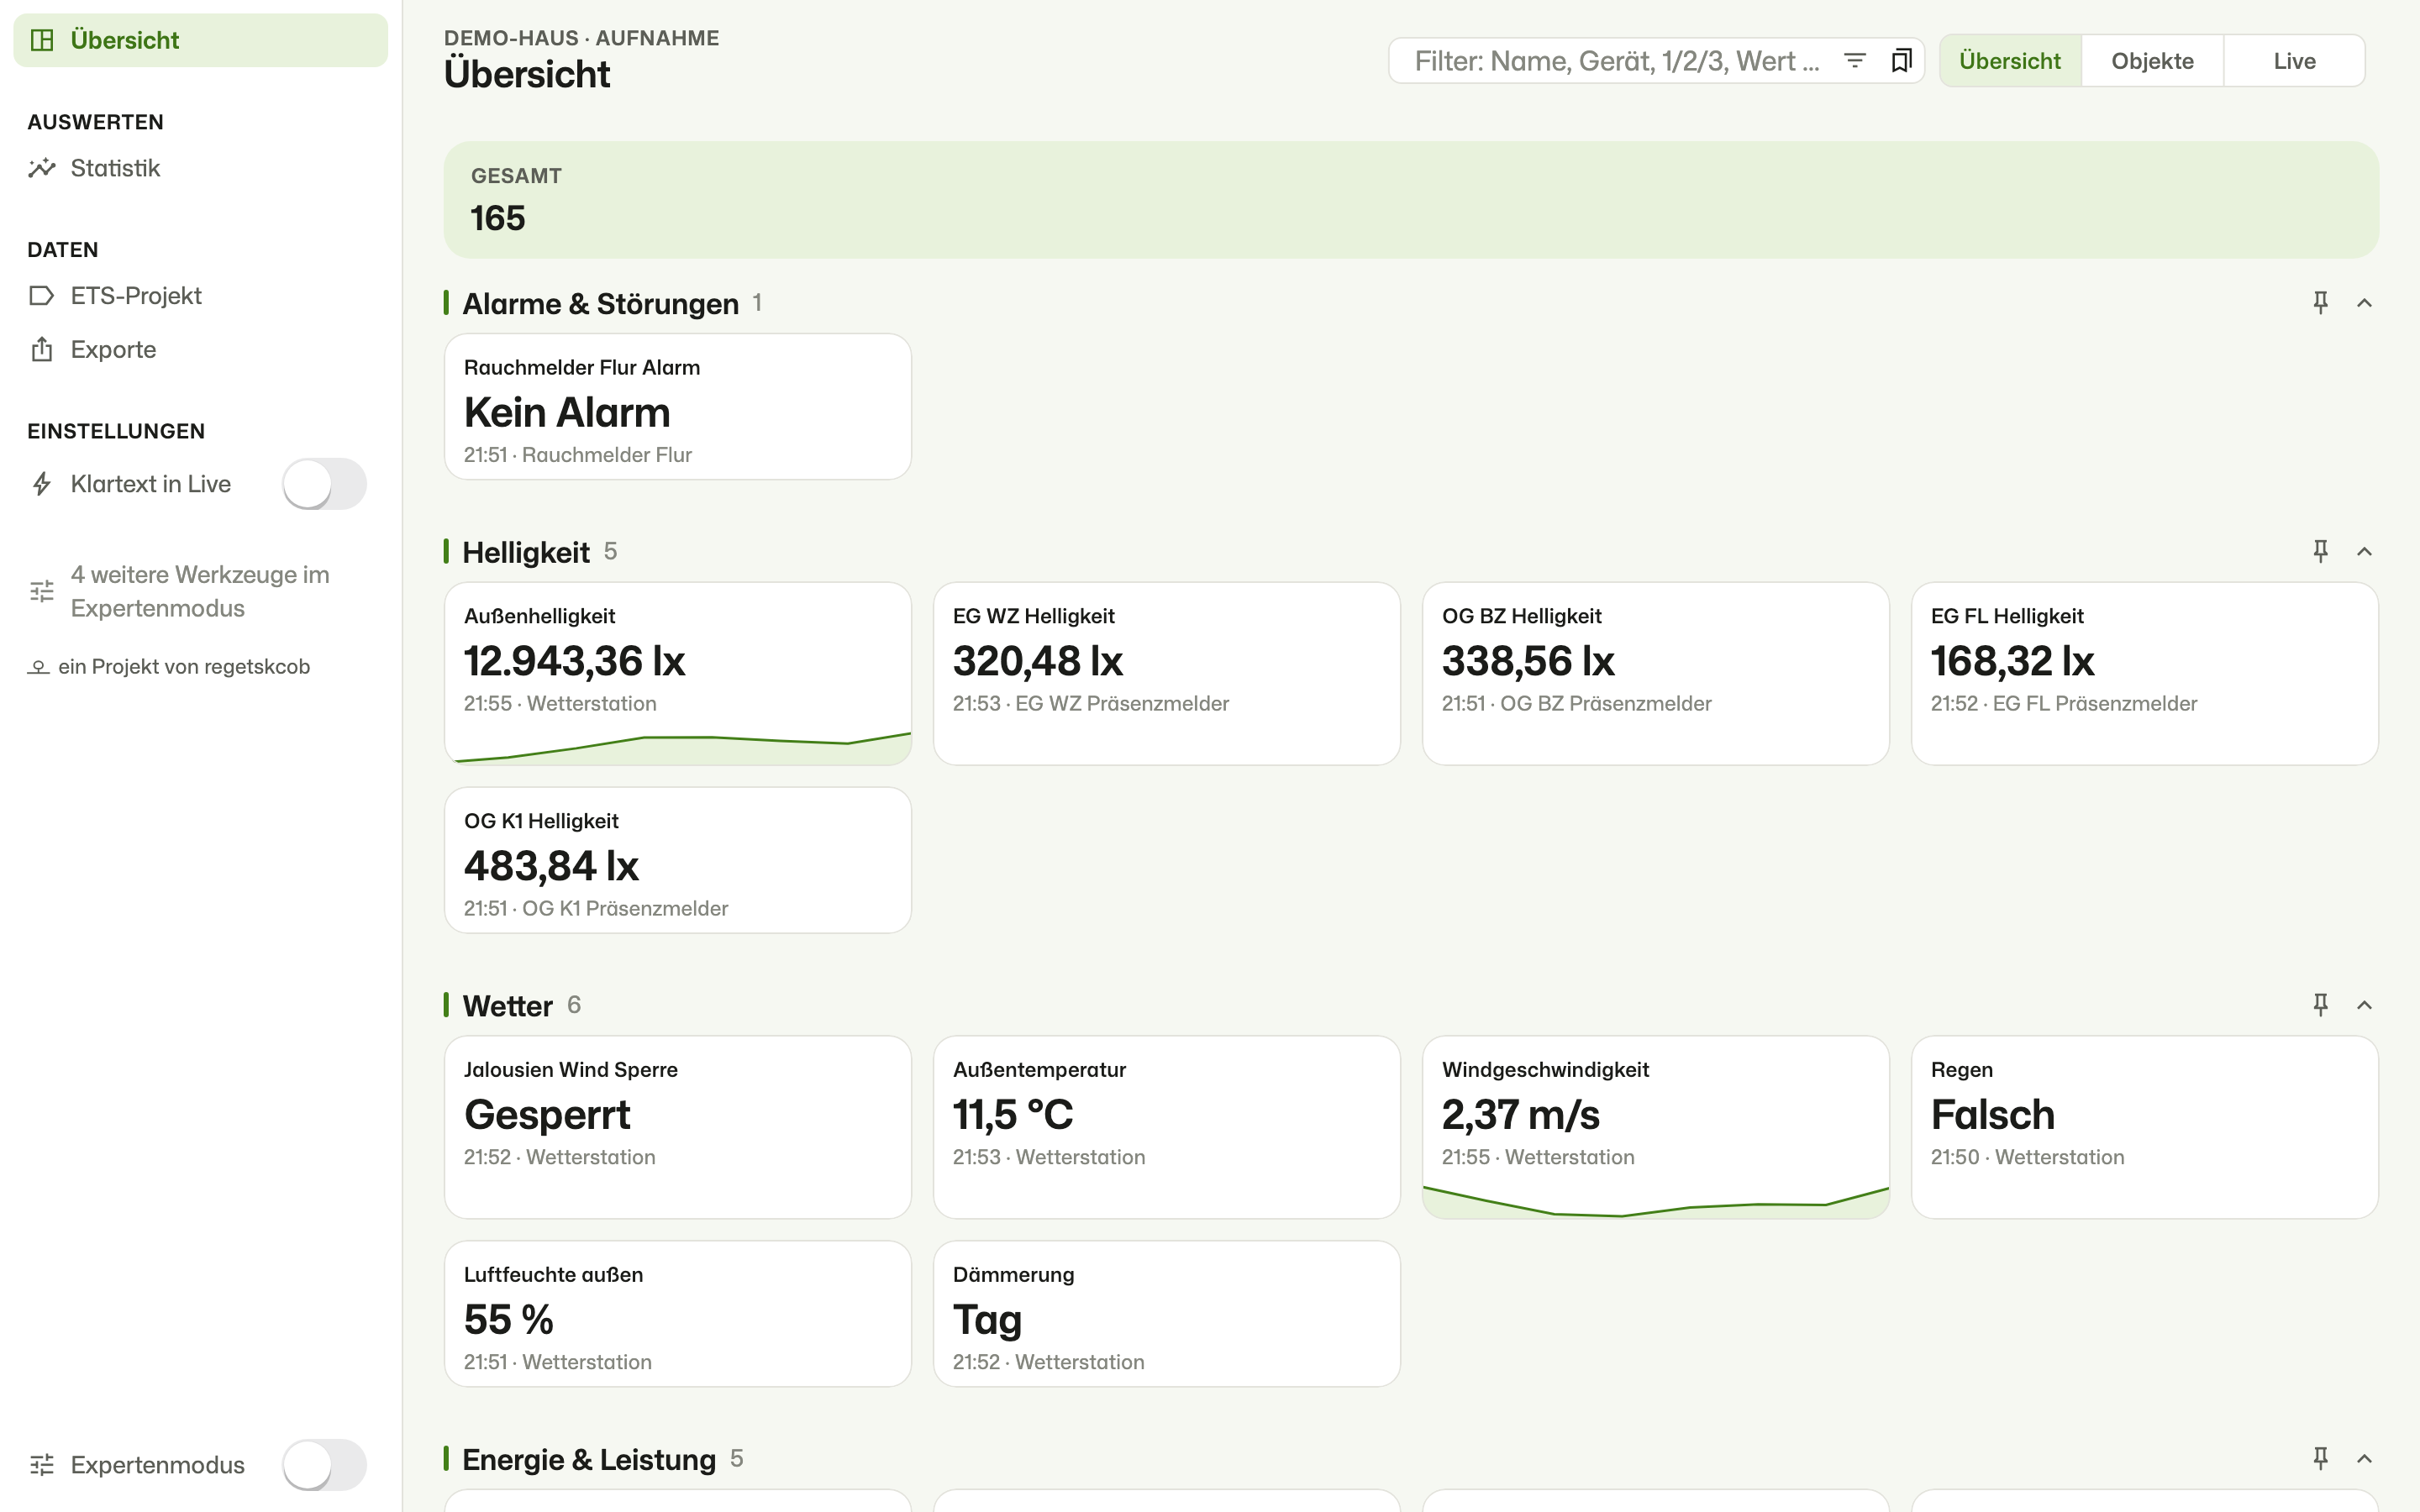 Übersicht
AUSWERTEN
Statistik
DATEN
ETS-Projekt
Exporte
EINSTELLUNGEN
Klartext in Live
4 weitere Werkzeuge im
Expertenmodus
ein Projekt von regetskcob
Expertenmodus
DEMO-HAUS · AUFNAHME
Übersicht
Filter: Name, Gerät, 1/2/3, Wert ...
Übersicht
Objekte
Live
GESAMT
165
Alarme & Störungen 1
Rauchmelder Flur Alarm
Kein Alarm
21:51 · Rauchmelder Flur
Helligkeit 5
Außenhelligkeit
12.943,36 lx
21:55 · Wetterstation
EG WZ Helligkeit
320,48 lx
21:53 · EG WZ Präsenzmelder
OG BZ Helligkeit
338,56 lx
21:51 · OG BZ Präsenzmelder
EG FL Helligkeit
168,32 lx
21:52 · EG FL Präsenzmelder
OG K1 Helligkeit
483,84 lx
21:51 · OG K1 Präsenzmelder
Wetter 6
Jalousien Wind Sperre
Gesperrt
21:52 · Wetterstation
Außentemperatur
11,5 °C
21:53 · Wetterstation
Windgeschwindigkeit
2,37 m/s
21:55 · Wetterstation
Regen
Falsch
21:50 · Wetterstation
Luftfeuchte außen
55 %
21:51 · Wetterstation
Dämmerung
Tag
21:52 · Wetterstation
Energie & Leistung 5